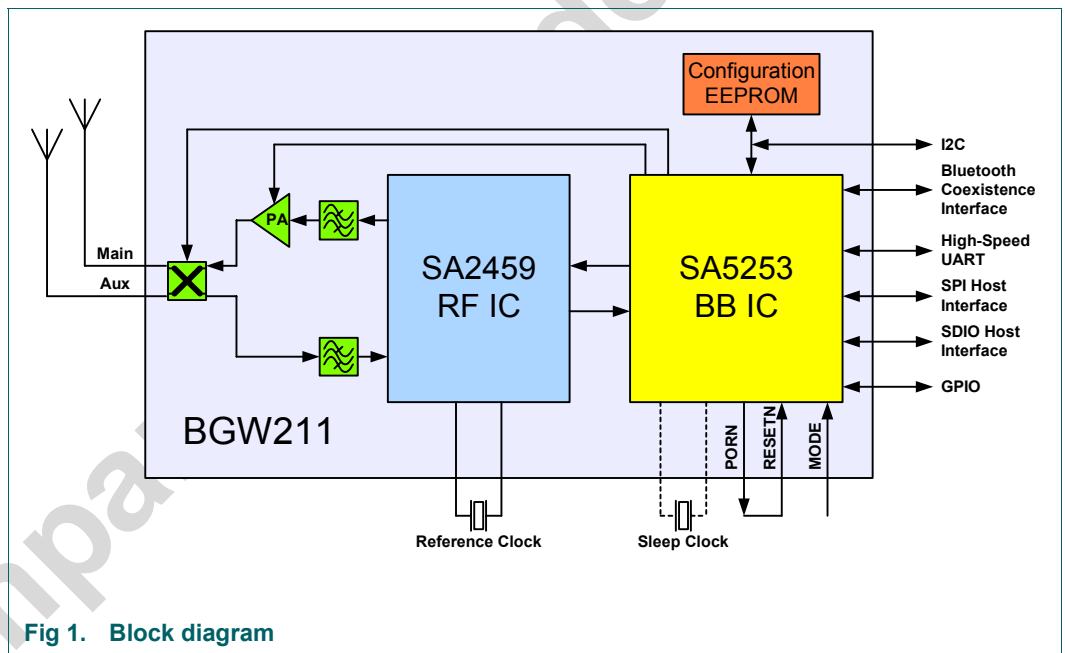 Configuration
EEPROM
I2C
Bluetooth
Coexistence
Interface
PA
High-Speed
UART
Main
SA2459
RF IC
SA5253
BB IC
Aux
SPI Host
Interface
SDIO Host
Interface
GPIO
BGW211
PORN
RESETN
MODE
Reference Clock
Sleep Clock
Fig 1. Block diagram